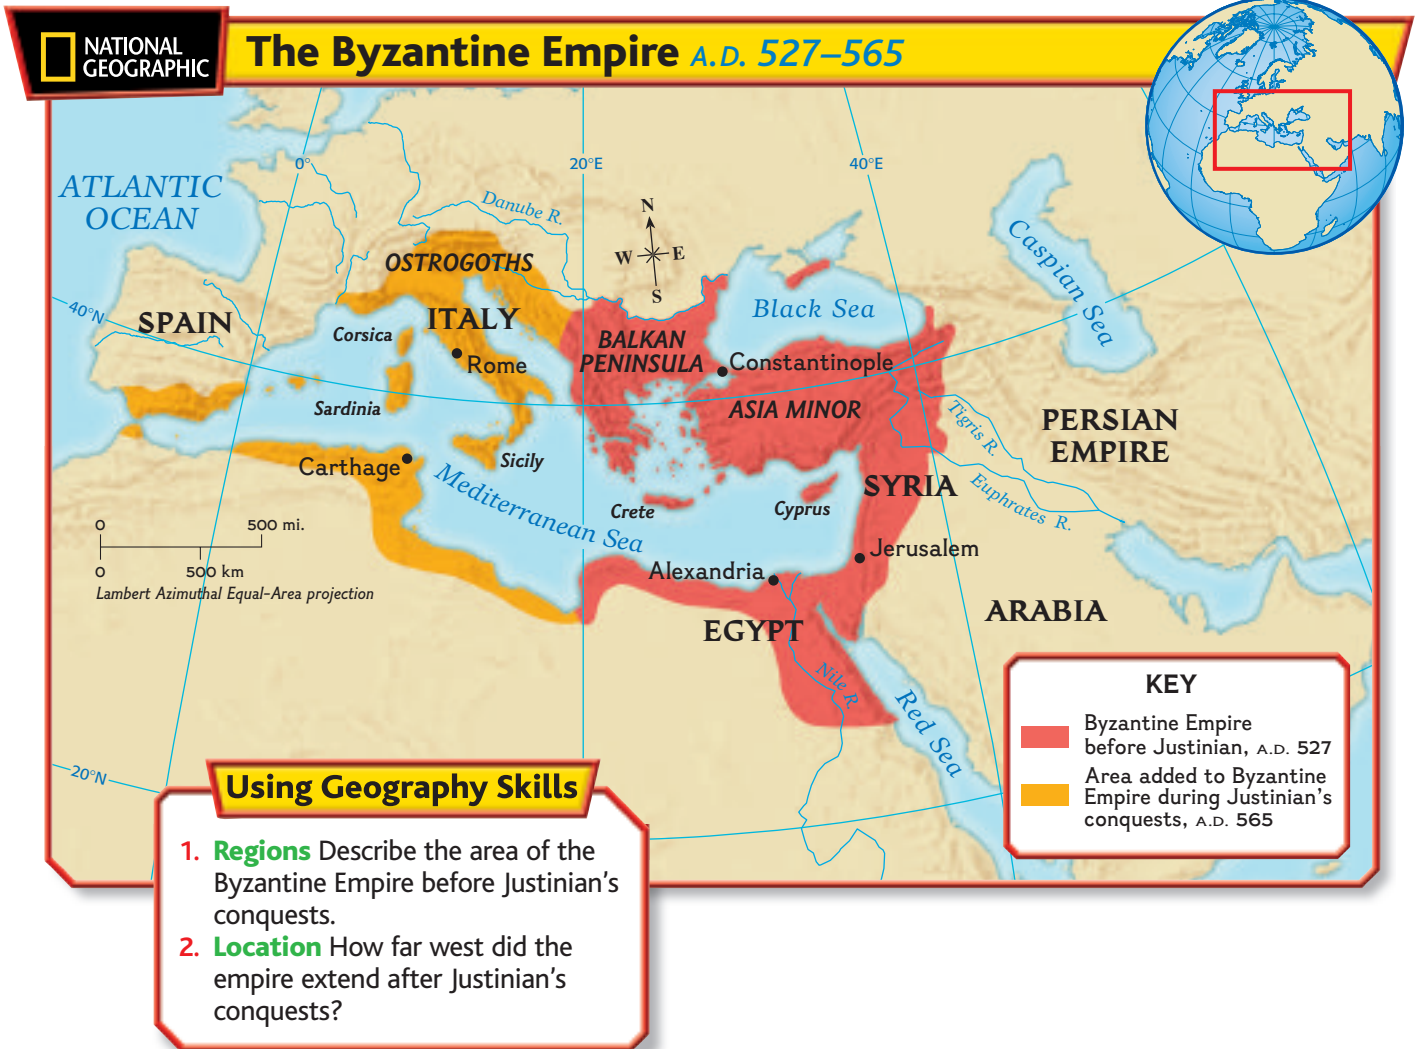 NATIONAL
GEOGRAPHIC
The Byzantine Empire A.D. 527–565
0°
20°E
40°E
ATLANTIC
OCEAN
Danube R.
N
W E
S
Caspian Sea
OSTROGOTHS
40°N
SPAIN
Corsica
ITALY
Black Sea
BALKAN
PENINSULA
Rome
Constantinople
Sardinia
ASIA MINOR
Tigris R.
PERSIAN
EMPIRE
Carthage
Sicily
Mediterranean Sea
SYRIA
Euphrates R.
Crete
Cyprus
0 500 mi.
0 500 km
Lambert Azimuthal Equal-Area projection
Jerusalem
Alexandria
EGYPT
ARABIA
Nile R.
Red Sea
20°N
KEY
Byzantine Empire
before Justinian, A.D. 527
Area added to Byzantine
Empire during Justinian's
conquests, A.D. 565
Using Geography Skills
1. Regions Describe the area of the
Byzantine Empire before Justinian's
conquests.
2. Location How far west did the
empire extend after Justinian's
conquests?